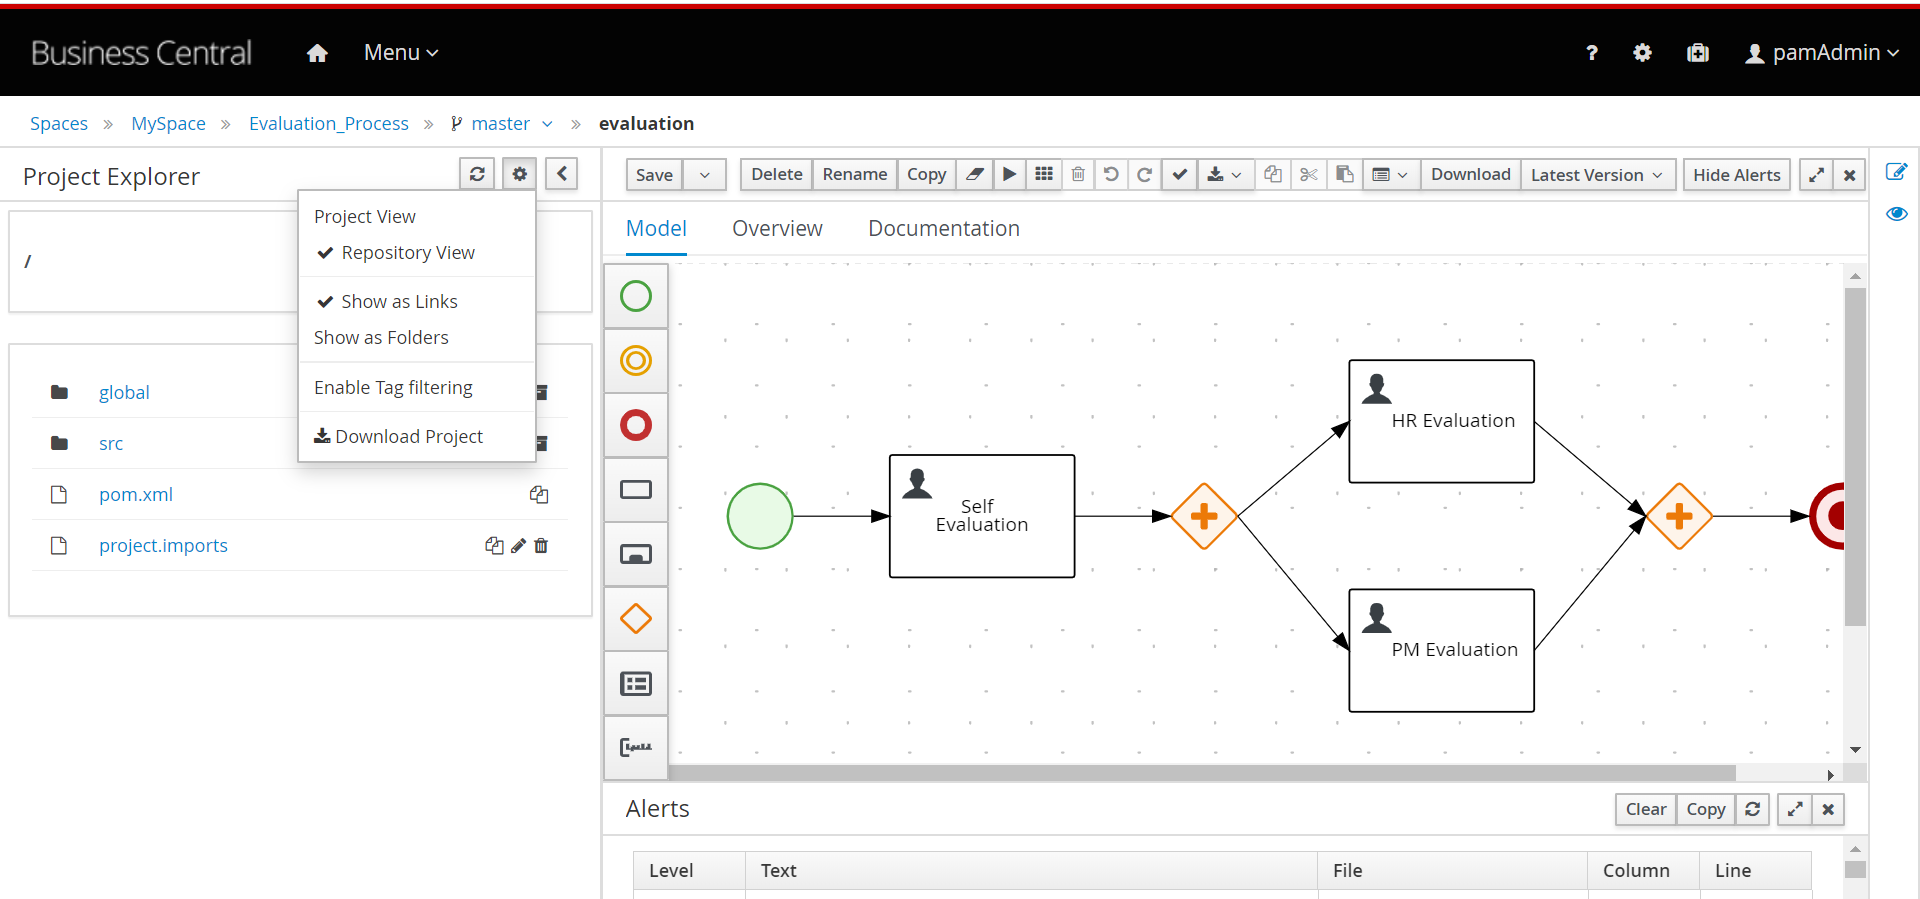 Business Central
Menu
?
pamAdmin
Spaces » MySpace » Evaluation_Process » master » evaluation
Project Explorer
Project View
Repository View
Show as Links
Show as Folders
Enable Tag filtering
Download Project
/
global
src
pom.xml
project.imports
Save
Delete
Rename
Copy
Download
Latest Version
Hide Alerts
Model
Overview
Documentation
Self
Evaluation
HR Evaluation
PM Evaluation
Alerts
Clear
Copy
Level
Text
File
Column
Line